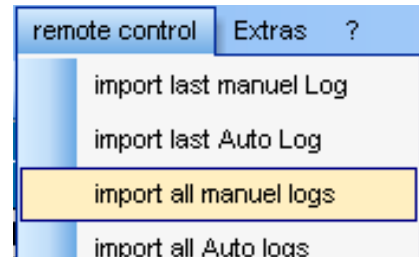 remote control Extras ?
import last manuel Log
import last Auto Log
import all manuel logs
import all Auto logs